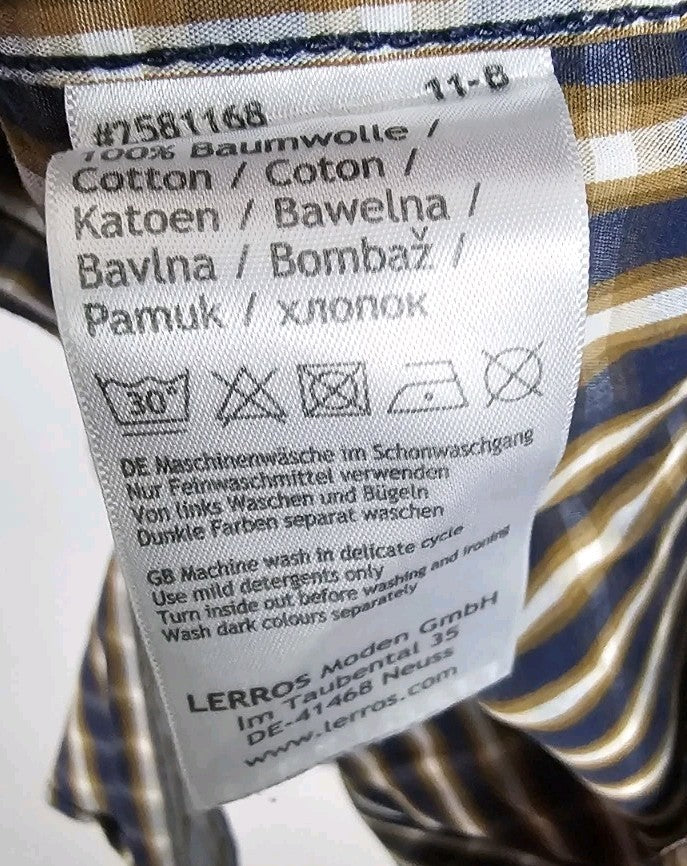 #7581168 11-B
100% Baumwolle /
Cotton / Coton /
Katoen / Bawełna /
Bavlna / Bombaž /
Pamuk / хлопок
30°
DE Maschinenwäsche im Schonwaschgang
Nur Feinwaschmittel verwenden
Von links Waschen und Bügeln
Dunkle Farben separat waschen
GB Machine wash in delicate cycle
Use mild detergents only
Turn inside out before washing and ironing
Wash dark colours separately
LERROS Moden GmbH
Im Taubental 35
DE-41468 Neuss
www.lerros.com